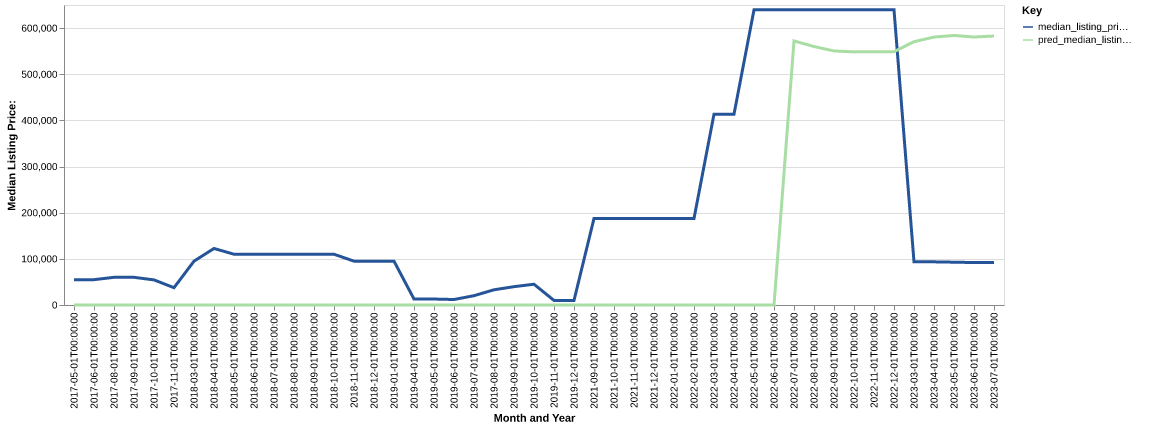 Key
median_listing_pri...
pred_median_listin...
Median Listing Price:
600,000
500,000
400,000
300,000
200,000
100,000
0
2017-05-01T00:00:00
2017-06-01T00:00:00
2017-08-01T00:00:00
2017-09-01T00:00:00
2017-10-01T00:00:00
2017-11-01T00:00:00
2018-03-01T00:00:00
2018-04-01T00:00:00
2018-05-01T00:00:00
2018-06-01T00:00:00
2018-07-01T00:00:00
2018-08-01T00:00:00
2018-09-01T00:00:00
2018-10-01T00:00:00
2018-11-01T00:00:00
2018-12-01T00:00:00
2019-01-01T00:00:00
2019-04-01T00:00:00
2019-05-01T00:00:00
2019-06-01T00:00:00
2019-07-01T00:00:00
2019-08-01T00:00:00
2019-09-01T00:00:00
2019-10-01T00:00:00
2019-11-01T00:00:00
2019-12-01T00:00:00
2021-09-01T00:00:00
2021-10-01T00:00:00
2021-11-01T00:00:00
2021-12-01T00:00:00
2022-01-01T00:00:00
2022-02-01T00:00:00
2022-03-01T00:00:00
2022-04-01T00:00:00
2022-05-01T00:00:00
2022-06-01T00:00:00
2022-07-01T00:00:00
2022-08-01T00:00:00
2022-09-01T00:00:00
2022-10-01T00:00:00
2022-11-01T00:00:00
2022-12-01T00:00:00
2023-03-01T00:00:00
2023-04-01T00:00:00
2023-05-01T00:00:00
2023-06-01T00:00:00
2023-07-01T00:00:00
Month and Year